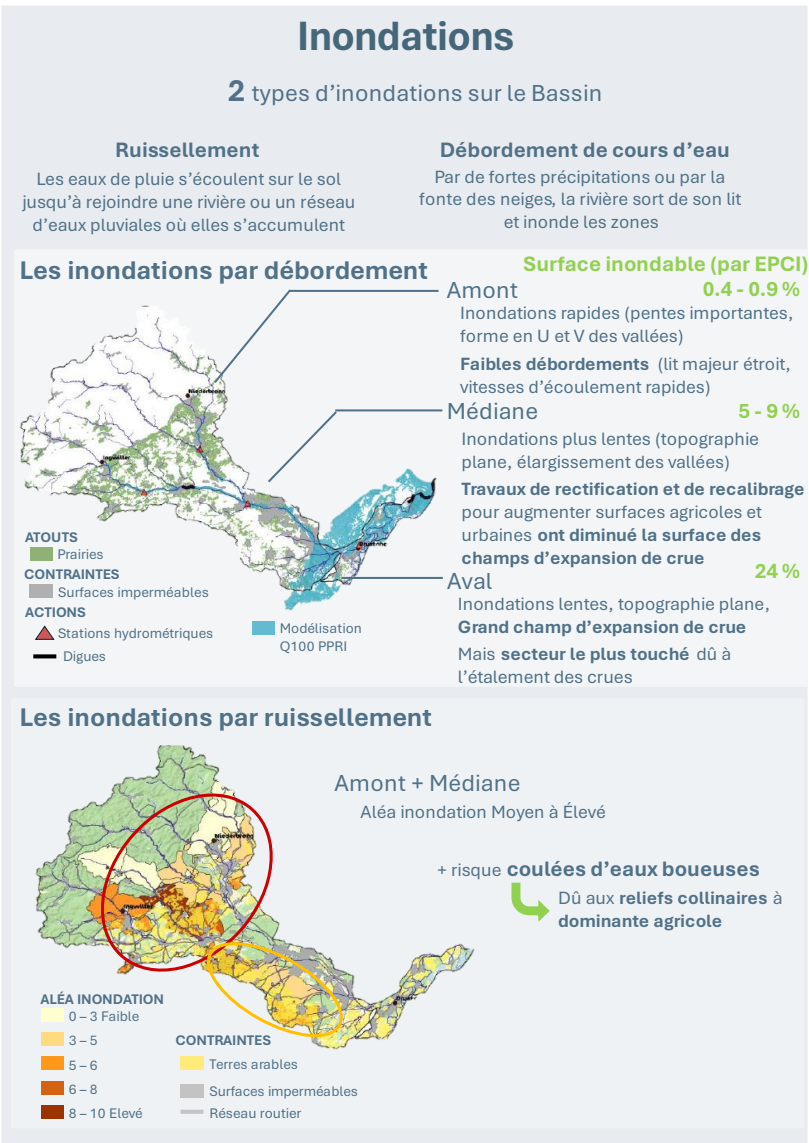 Inondations
2 types d’inondations sur le Bassin
Ruissellement
Les eaux de pluie s’écoulent sur le sol
jusqu’à rejoindre une rivière ou un réseau
d’eaux pluviales où elles s’accumulent
Débordement de cours d’eau
Par de fortes précipitations ou par la
fonte des neiges, la rivière sort de son lit
et inonde les zones
Les inondations par débordement
Surface inondable (par EPCI)
Amont
0.4 - 0.9 %
Inondations rapides (pentes importantes,
forme en U et V des vallées)
Faibles débordements (lit majeur étroit,
vitesses d’écoulement rapides)
Médiane
5 - 9 %
Inondations plus lentes (topographie
plane, élargissement des vallées)
Travaux de rectification et de recalibrage
pour augmenter surfaces agricoles et
urbaines ont diminué la surface des
champs d’expansion de crue
24 %
Aval
Inondations lentes, topographie plane,
Grand champ d’expansion de crue
Mais secteur le plus touché dû à
l’étalement des crues
Niederbronn
Ingwiller
ATOUTS
Prairies
CONTRAINTES
Surfaces imperméables
ACTIONS
Stations hydrométriques
Digues
Modélisation
Q100 PPRI
Les inondations par ruissellement
Amont + Médiane
Aléa inondation Moyen à Élevé
+ risque coulées d’eaux boueuses
Dû aux reliefs collinaires à
dominante agricole
Niederbronn
Ingwiller
ALÉA INONDATION
0 – 3 Faible
3 – 5
5 – 6
6 – 8
8 – 10 Elevé
CONTRAINTES
Terres arables
Surfaces imperméables
Réseau routier